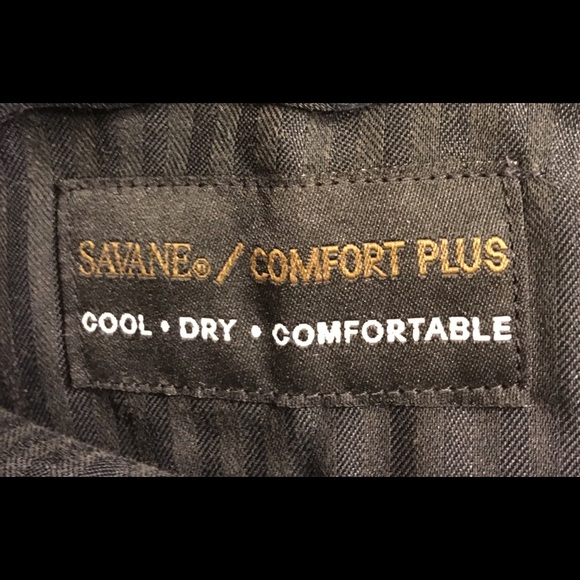 SAVANE® / COMFORT PLUS
COOL • DRY • COMFORTABLE